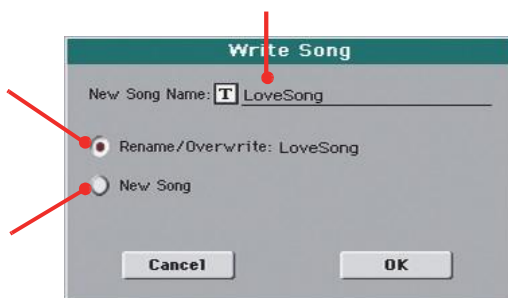 Write Song
New Song Name: T LoveSong
Rename/Overwrite: LoveSong
New Song
Cancel OK